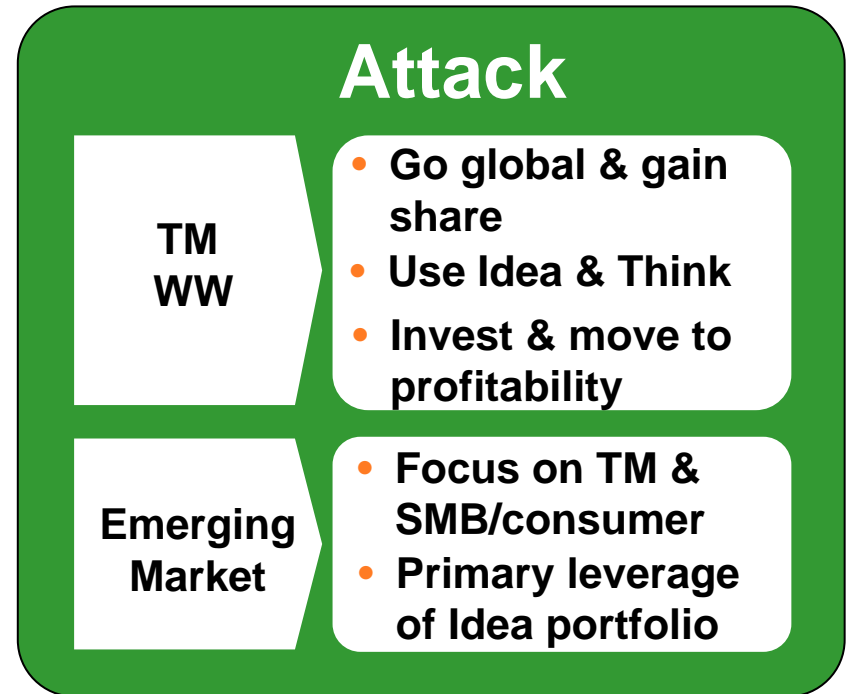 Attack
TM
WW
• Go global & gain
share
• Use Idea & Think
• Invest & move to
profitability
Emerging
Market
• Focus on TM &
SMB/consumer
• Primary leverage
of Idea portfolio